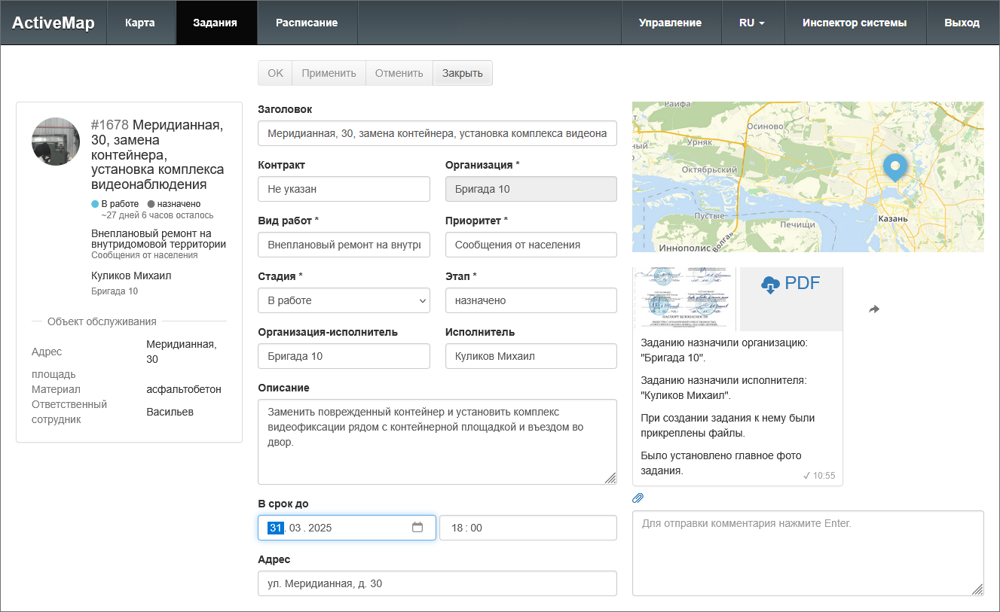 ActiveMap Карта Задания Расписание Управление RU Инспектор системы Выход
OK Применить Отменить Закрыть
#1678 Меридианная,
30, замена
контейнера,
установка комплекса
видеонаблюдения
В работе назначено
~27 дней 6 часов осталось
Внеплановый ремонт на
внутридомовой территории
Сообщения от населения
Куликов Михаил
Бригада 10
Объект обслуживания
Адрес Меридианная,
30
площадь
Материал асфальтобетон
Ответственный
сотрудник Васильев
Заголовок
Меридианная, 30, замена контейнера, установка комплекса видеона
Контракт Организация *
Не указан Бригада 10
Вид работ * Приоритет *
Внеплановый ремонт на внутри Сообщения от населения
Стадия * Этап *
В работе назначено
Организация-исполнитель Исполнитель
Бригада 10 Куликов Михаил
Описание
Заменить поврежденный контейнер и установить комплекс
видеофиксации рядом с контейнерной площадкой и въездом во
двор.
В срок до
31. 03 . 2025 18 : 00
Адрес
ул. Меридианная, д. 30
Раифа
Осиново
ный
Урняк
Октябрьский
Пустые
Казань
Печищи
Иннополис
Волга
ПАСПОРТ БЕЗОПАСНОСТИ
PDF
Заданию назначили организацию:
"Бригада 10".
Заданию назначили исполнителя:
"Куликов Михаил".
При создании задания к нему были
прикреплены файлы.
Было установлено главное фото
задания.
✓ 10:55
Для отправки комментария нажмите Enter.